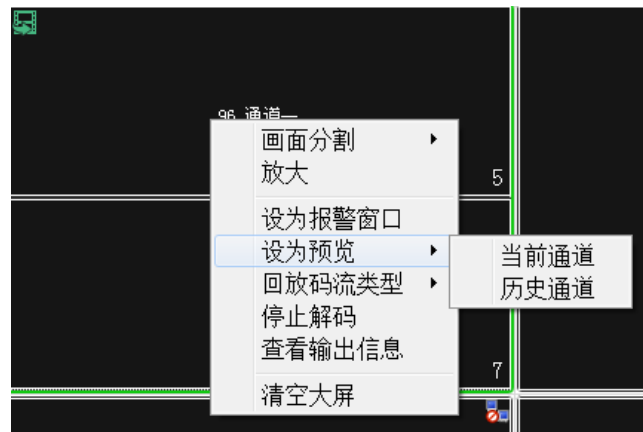 96 通道一
画面分割
放大
5
设为报警窗口
设为预览
当前通道
回放码流类型
历史通道
停止解码
查看输出信息
7
清空大屏